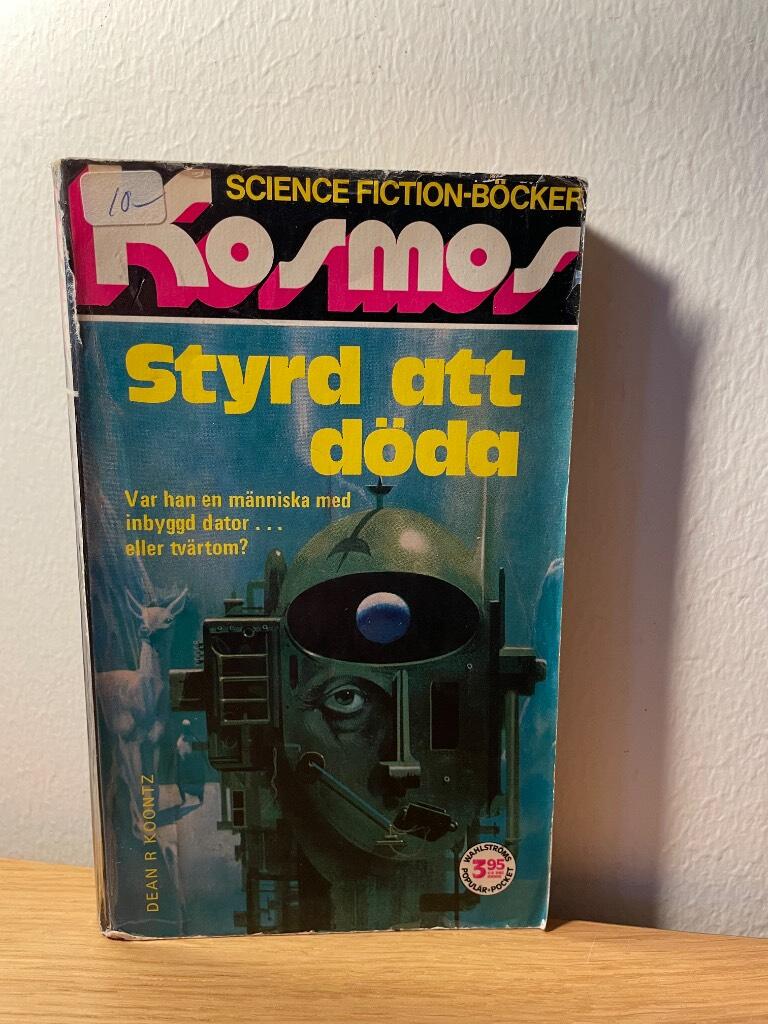 10-
SCIENCE FICTION-BÖCKER
Kosmos
Styrd att
döda
Var han en människa med
inbyggd dator...
eller tvärtom?
DEAN R KOONTZ
WAHLSTRÖMS
3.95
POPULÄR-POCKET